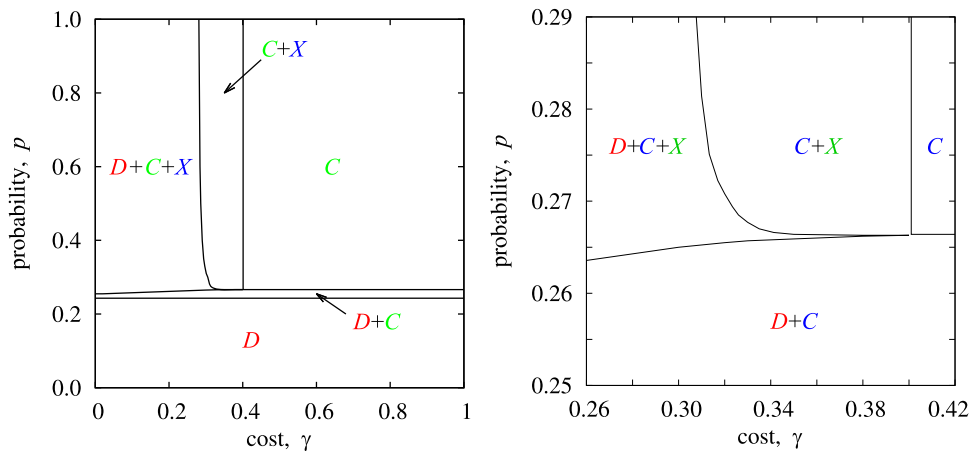 1.0
0.8
0.6
0.4
0.2
0.0
probability, p
C+X
D+C+X
C
D+C
D
0
0.2
0.4
0.6
0.8
1
cost, γ
0.29
0.28
0.27
0.26
0.25
probability, p
D+C+X
C+X
C
D+C
0.26
0.30
0.34
0.38
0.42
cost, γ